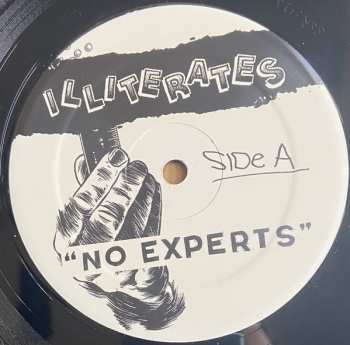 ILLITERATES
SIDe A
"NO EXPERTS"